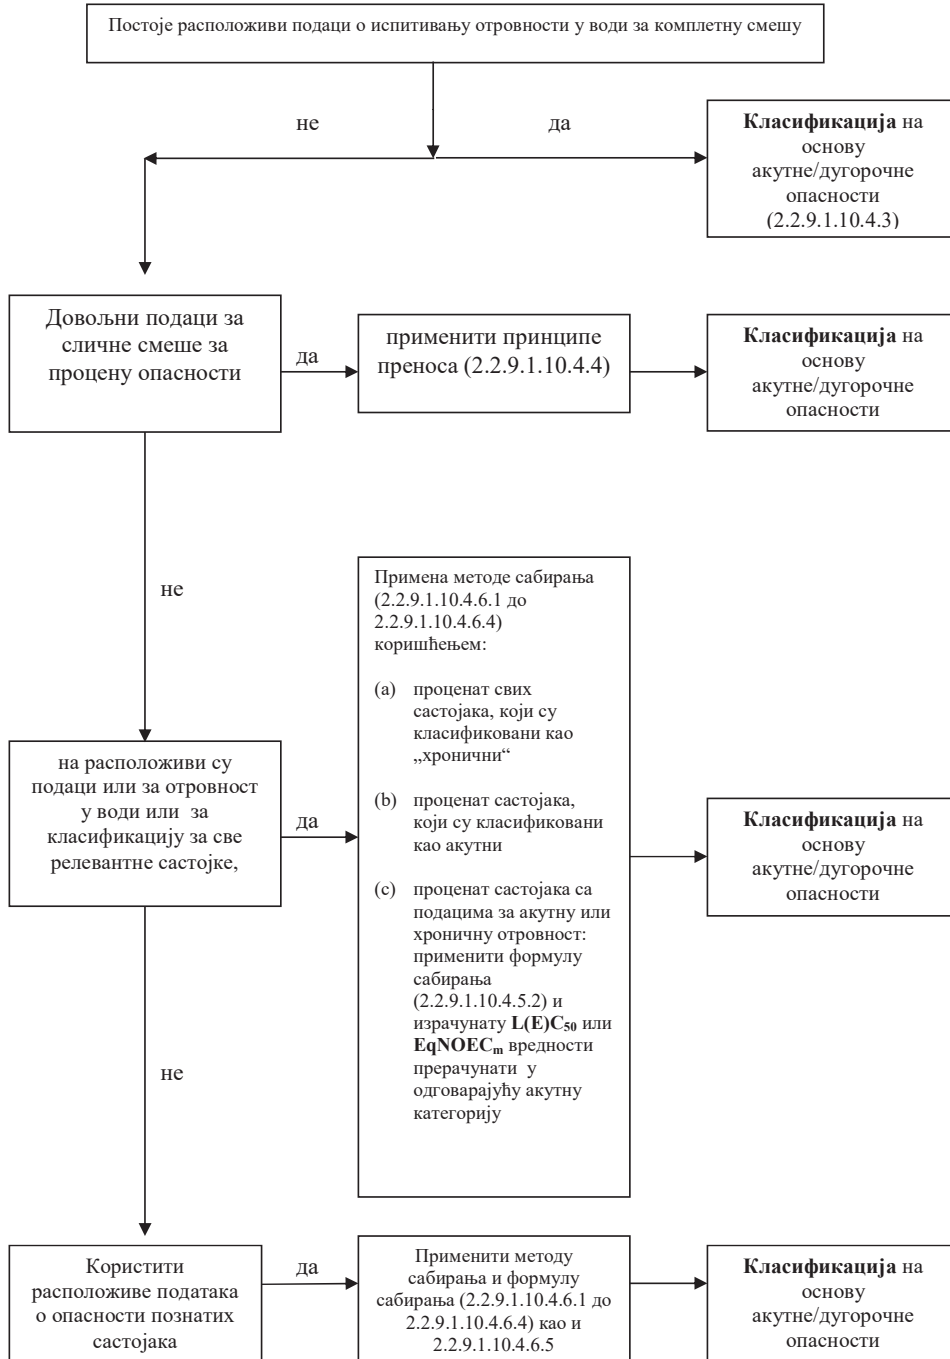 Постоје расположиви подаци о испитивању отровности у води за комплетну смешу
не
да
Класификација на
основу
акутне/дугорочне
опасности
(2.2.9.1.10.4.3)
Довољни подаци за
сличне смеше за
процену опасности
да
применити принципе
преноса (2.2.9.1.10.4.4)
Класификација на
основу
акутне/дугорочне
опасности
не
на расположиви су
подаци или за отровност
у води или за
класификацију за све
релевантне састојке,
да
Примена методе сабирања
(2.2.9.1.10.4.6.1 до
2.2.9.1.10.4.6.4)
коришћењем:
(a) проценат свих
састојака, који су
класификовани као
„хронични“
(b) проценат састојака,
који су класификовани
као акутни
(c) проценат састојака са
подацима за акутну или
хроничну отровност:
применити формулу
сабирања
(2.2.9.1.10.4.5.2) и
израчунату L(E)C₅₀ или
EqNOECₘ вредности
прерачунати у
одговарајућу акутну
категорију
Класификација на
основу
акутне/дугорочне
опасности
не
Користити
расположиве податaка
о опасности познатих
састојака
да
Применити методу
сабирања и формулу
сабирања (2.2.9.1.10.4.6.1 до
2.2.9.1.10.4.6.4) као и
2.2.9.1.10.4.6.5
Класификација на
основу
акутне/дугорочне
опасности